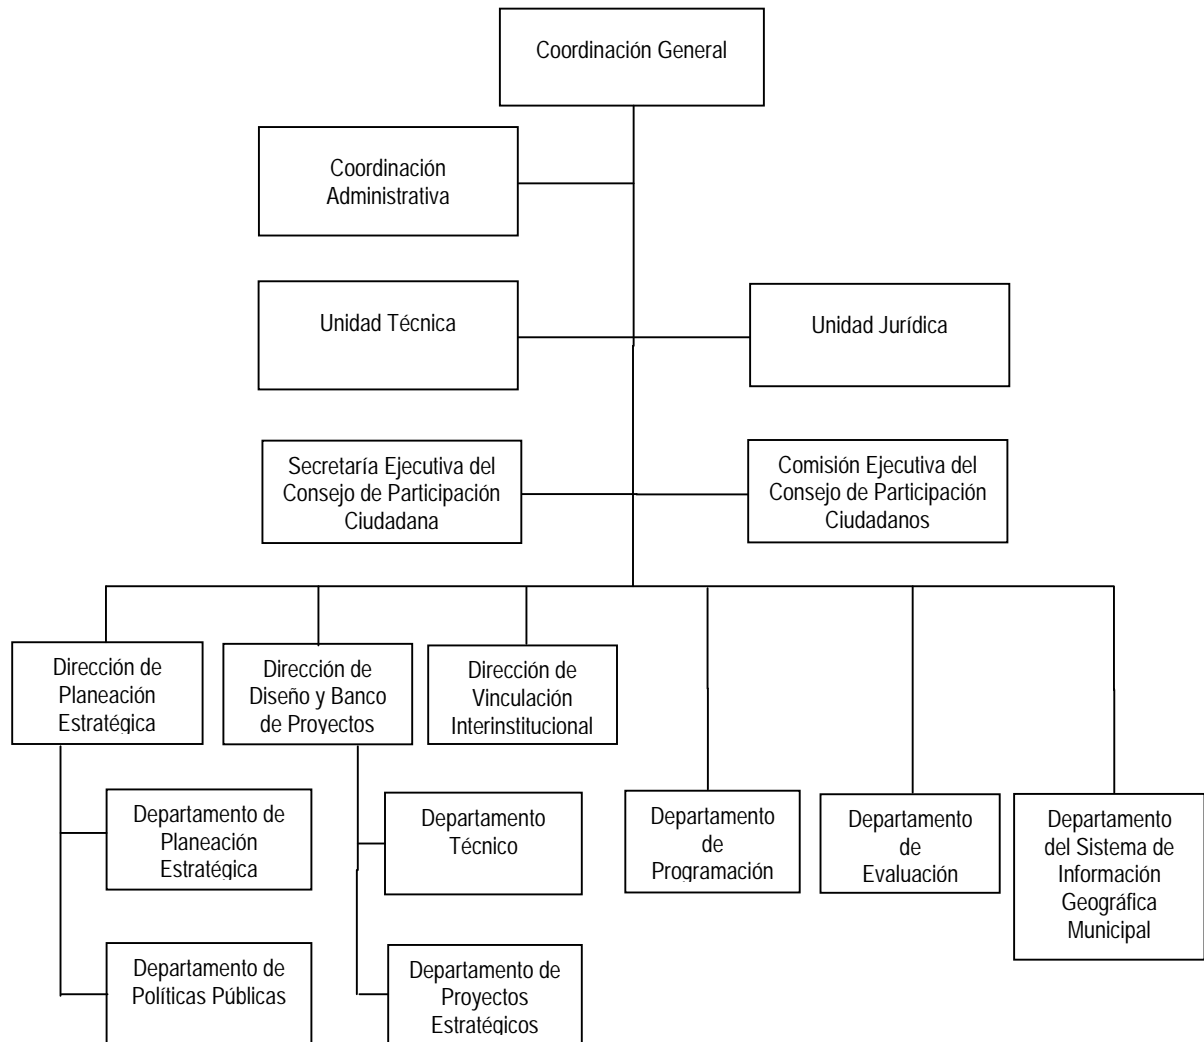 Coordinación General
Coordinación
Administrativa
Unidad Técnica
Unidad Jurídica
Secretaría Ejecutiva del
Consejo de Participación
Ciudadana
Comisión Ejecutiva del
Consejo de Participación
Ciudadanos
Dirección de
Planeación
Estratégica
Dirección de
Diseño y Banco
de Proyectos
Dirección de
Vinculación
Interinstitucional
Departamento de
Planeación
Estratégica
Departamento
Técnico
Departamento
de
Programación
Departamento
de
Evaluación
Departamento
del Sistema de
Información
Geográfica
Municipal
Departamento de
Políticas Públicas
Departamento de
Proyectos
Estratégicos